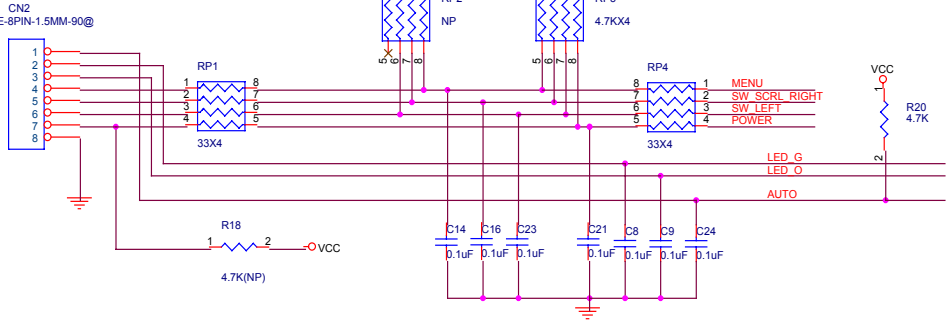 CN2
E-8PIN-1.5MM-90@
NP
4.7KX4
1
2
3
4
5
6
7
8
5 6 7 8
5 6 7 8
RP1
1 8
2 7
3 6
4 5
33X4
RP4
8 1
7 2
6 3
5 4
33X4
MENU
SW_SCRL_RIGHT
SW_LEFT
POWER
VCC
1
R20
4.7K
2
LED_G
LED_O
AUTO
R18
1 2
VCC
4.7K(NP)
C14
0.1uF
C16
0.1uF
C23
0.1uF
C21
0.1uF
C8
0.1uF
C9
0.1uF
C24
0.1uF